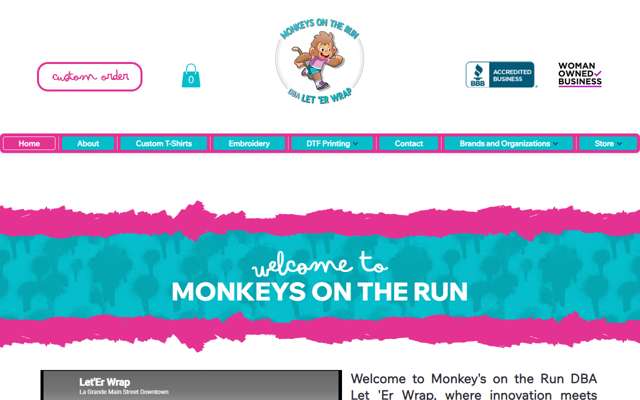 MONKEYS ON THE RUN
DBA LET 'ER WRAP
custom order
0
BBB
ACCREDITED
BUSINESS
WOMAN
OWNED
BUSINESS
Home
About
Custom T-Shirts
Embroidery
DTF Printing
Contact
Brands and Organizations
Store
welcome to
MONKEYS ON THE RUN
Let'Er Wrap
La Grande Main Street Downtown
Welcome to Monkey's on the Run DBA
Let 'Er Wrap, where innovation meets